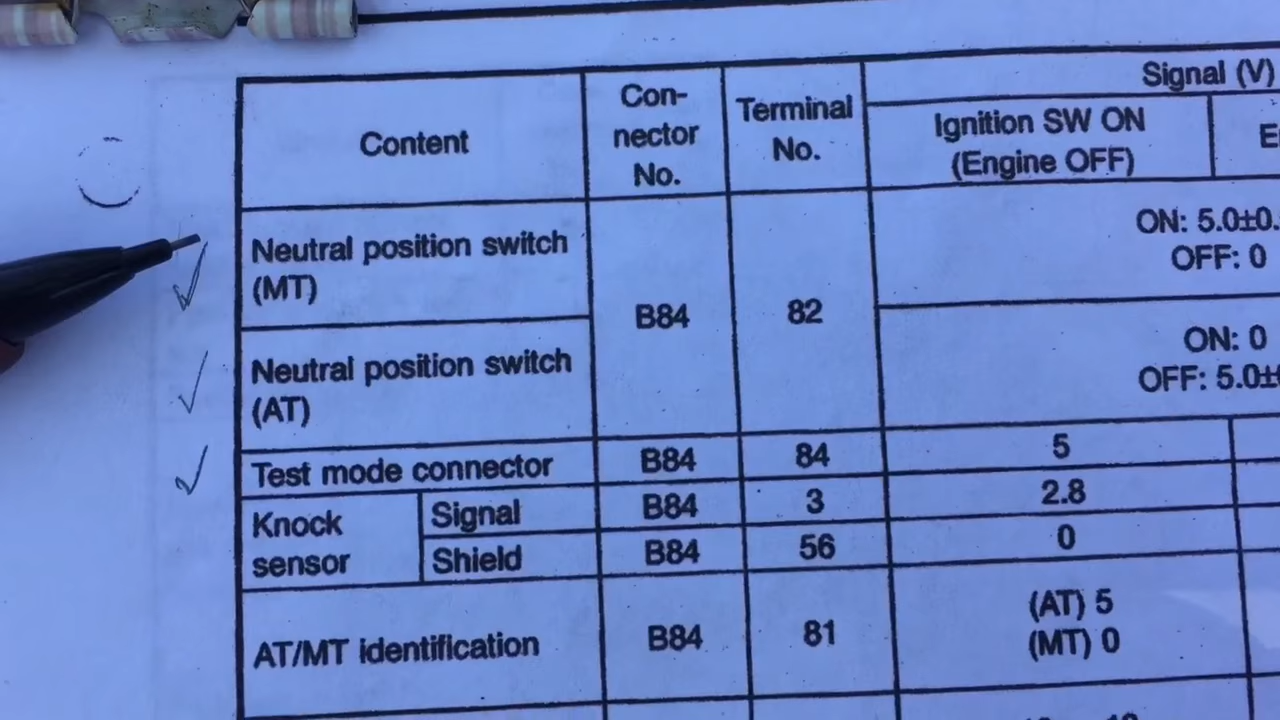 Content
Con-
nector
No.
Terminal
No.
Signal (V)
Ignition SW ON
(Engine OFF)
Neutral position switch
(MT)
B84
82
ON: 5.0±0.
OFF: 0
Neutral position switch
(AT)
ON: 0
OFF: 5.0±
Test mode connector
B84
84
5
Knock
sensor
Signal
B84
3
2.8
Shield
B84
56
0
AT/MT identification
B84
81
(AT) 5
(MT) 0